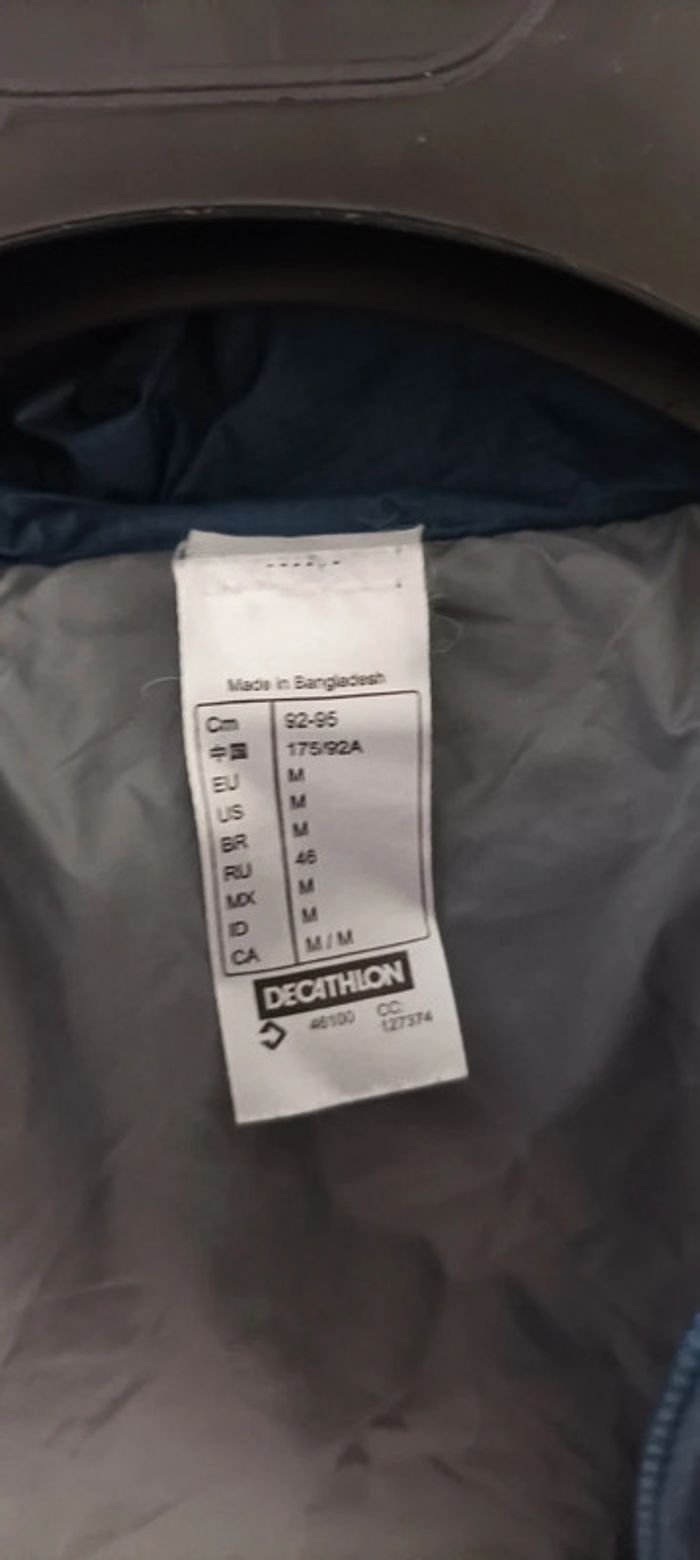 Made in Bangladesh
Cm 92-95
中国 175/92A
EU M
US M
BR M
RU 46
MX M
ID M
CA M / M
DECATHLON
46100 CC:
127374